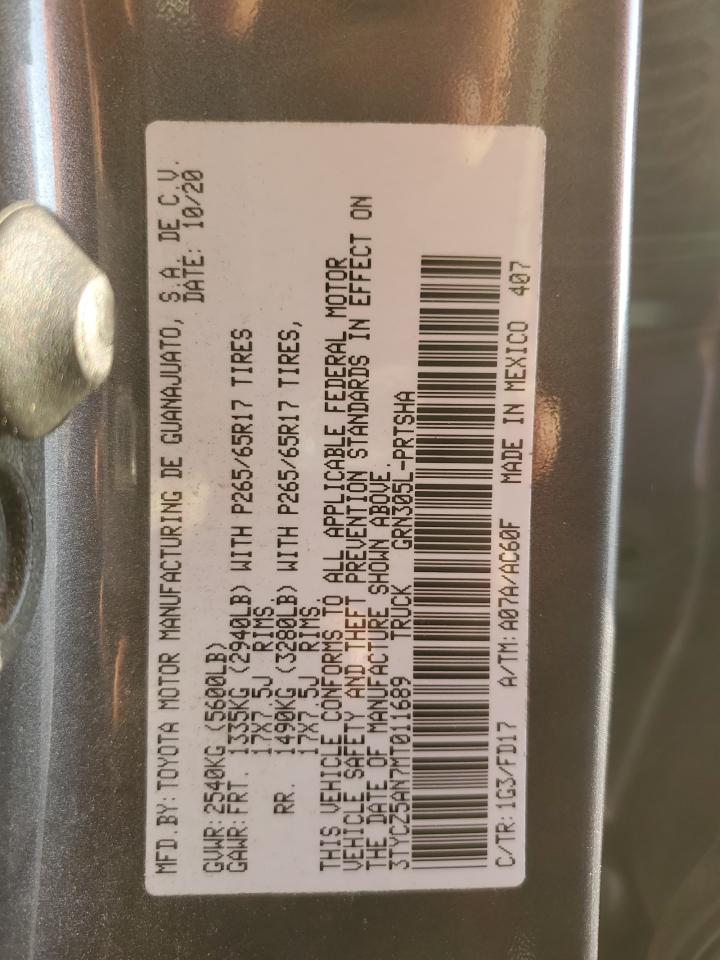 MFD.BY:TOYOTA MOTOR MANUFACTURING DE GUANAJUATO, S.A. DE C.V.
DATE: 10/20
GVWR:2540KG (5600LB)
GAWR:FRT. 1335KG (2940LB) WITH P265/65R17 TIRES
17X7.5J RIMS.
RR. 1490KG (3280LB) WITH P265/65R17 TIRES,
17X7.5J RIMS.
THIS VEHICLE CONFORMS TO ALL APPLICABLE FEDERAL MOTOR
VEHICLE SAFETY AND THEFT PREVENTION STANDARDS IN EFFECT ON
THE DATE OF MANUFACTURE SHOWN ABOVE.
3TYCZ5AN7MT011689 TRUCK GRN305L-PRTSHA
C/TR:1G3/FD17 A/TM:A07A/AC60F MADE IN MEXICO 407